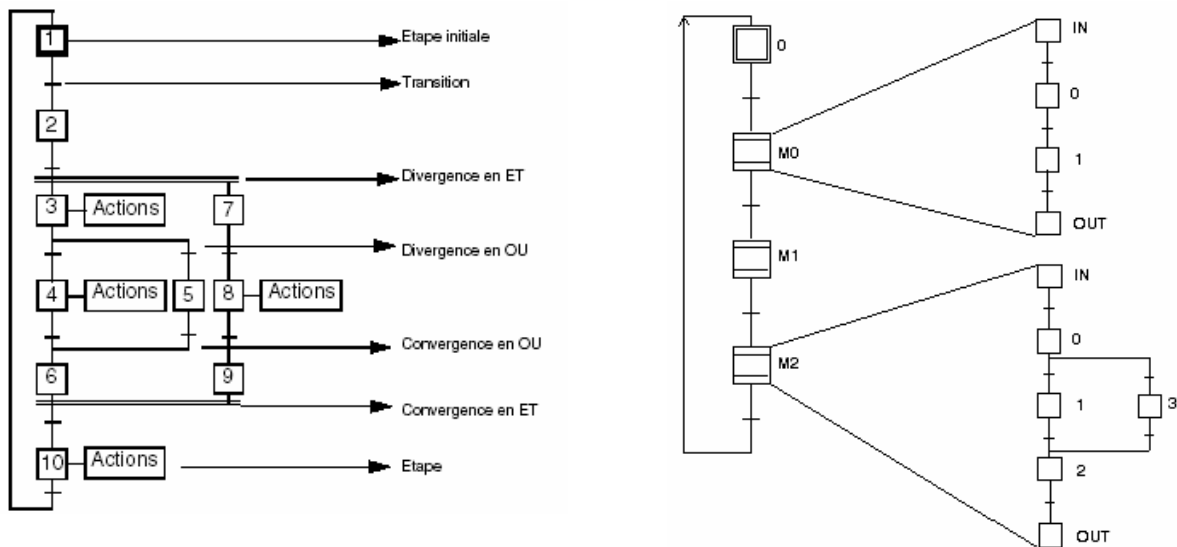 1 Etape initiale
Transition
2
Divergence en ET
3 Actions 7
Divergence en OU
4 Actions 5 8 Actions
Convergence en OU
6 9
Convergence en ET
10 Actions Etape
0
M0
M1
M2
IN
0
1
OUT
IN
0
1 3
2
OUT